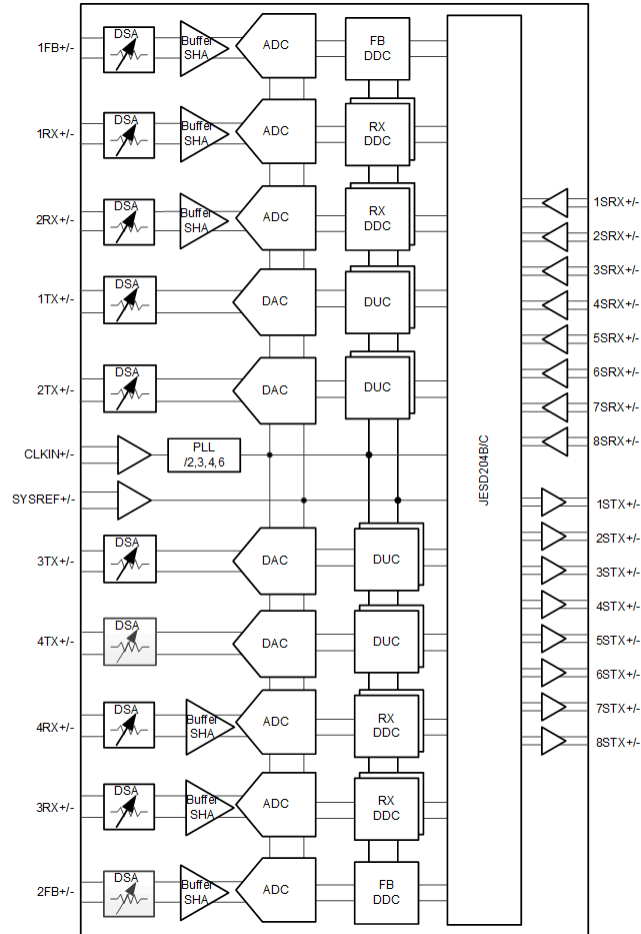 1FB+/-
DSA
Buffer
SHA
ADC
FB
DDC
1RX+/-
DSA
Buffer
SHA
ADC
RX
DDC
2RX+/-
DSA
Buffer
SHA
ADC
RX
DDC
1TX+/-
DSA
DAC
DUC
2TX+/-
DSA
DAC
DUC
CLKIN+/-
PLL
/2,3,4,6
SYSREF+/-
3TX+/-
DSA
DAC
DUC
4TX+/-
DSA
DAC
DUC
4RX+/-
DSA
Buffer
SHA
ADC
RX
DDC
3RX+/-
DSA
Buffer
SHA
ADC
RX
DDC
2FB+/-
DSA
Buffer
SHA
ADC
FB
DDC
JESD204B/C
1SRX+/-
2SRX+/-
3SRX+/-
4SRX+/-
5SRX+/-
6SRX+/-
7SRX+/-
8SRX+/-
1STX+/-
2STX+/-
3STX+/-
4STX+/-
5STX+/-
6STX+/-
7STX+/-
8STX+/-